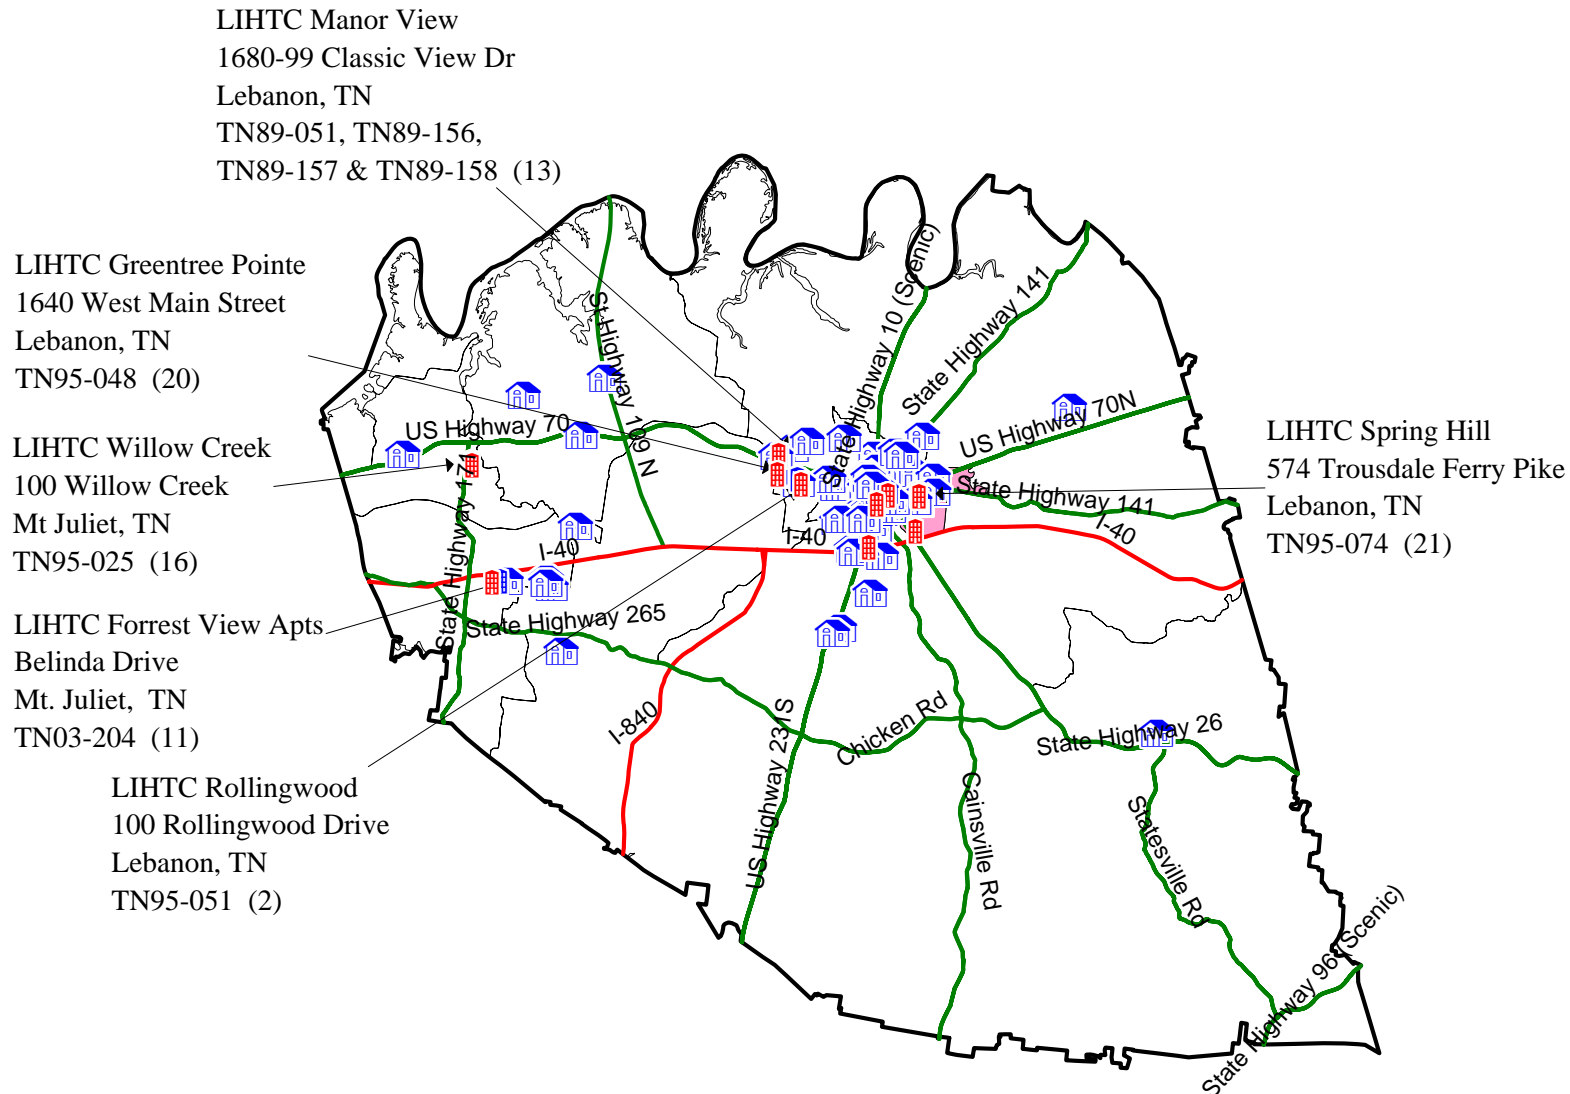 LIHTC Manor View
1680-99 Classic View Dr
Lebanon, TN
TN89-051, TN89-156,
TN89-157 & TN89-158 (13)
LIHTC Greentree Pointe
1640 West Main Street
Lebanon, TN
TN95-048 (20)
LIHTC Willow Creek
100 Willow Creek
Mt Juliet, TN
TN95-025 (16)
LIHTC Forrest View Apts
Belinda Drive
Mt. Juliet, TN
TN03-204 (11)
LIHTC Rollingwood
100 Rollingwood Drive
Lebanon, TN
TN95-051 (2)
LIHTC Spring Hill
574 Trousdale Ferry Pike
Lebanon, TN
TN95-074 (21)
St Highway 109 N
State Highway 10 (Scenic)
State Highway 141
US Highway 70N
US Highway 70
State Highway 171
State Highway 141
I-40
I-40
I-40
State Highway 265
I-840
US Highway 231S
Chicken Rd
Cainsville Rd
State Highway 26
Statesville Rd
State Highway 96 (Scenic)